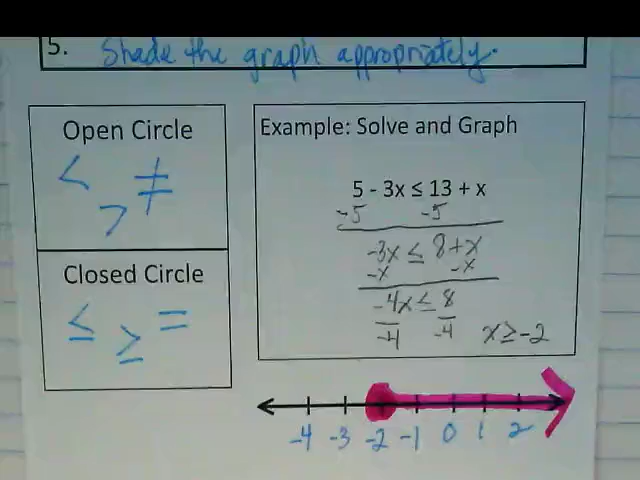 5. Shade the graph appropriately.
Open Circle
< ≠
>
Closed Circle
≤ ≥ =
Example: Solve and Graph
5 - 3x ≤ 13 + x
-5 -5
-3x ≤ 8+x
-x -x
-4x ≤ 8
-4 -4 x ≥ -2
-4 -3 -2 -1 0 1 2